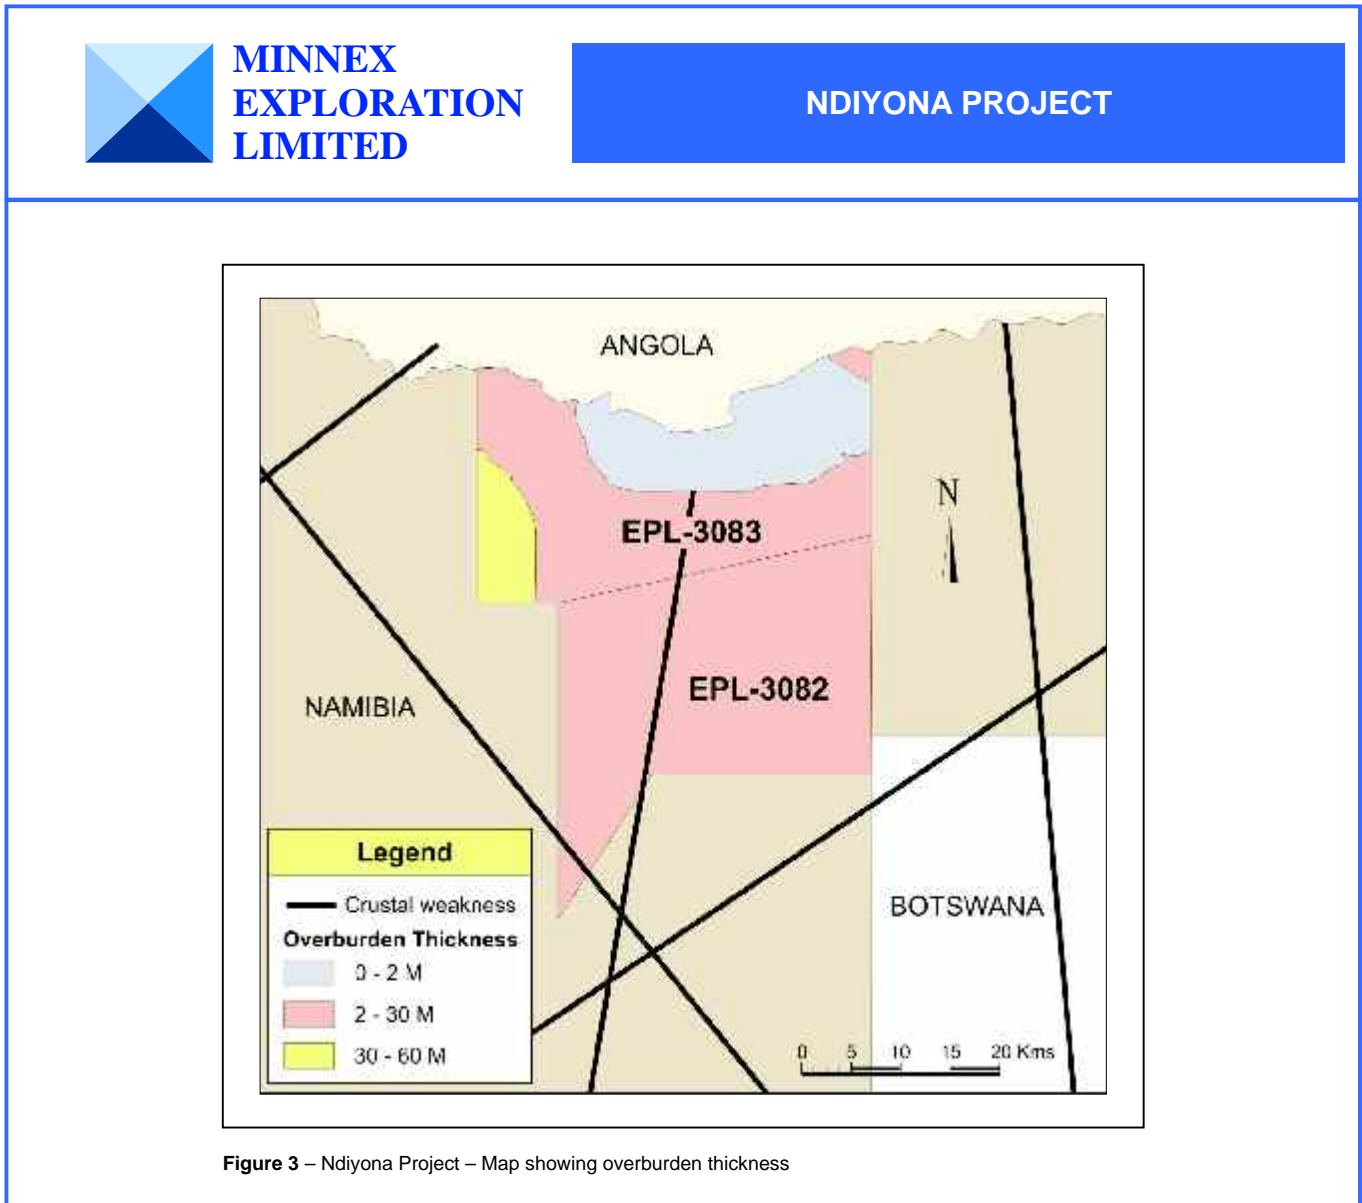 MINNEX
EXPLORATION
LIMITED
NDIYONA PROJECT
ANGOLA
N
EPL-3083
EPL-3082
NAMIBIA
BOTSWANA
Legend
Crustal weakness
Overburden Thickness
0 - 2 M
2 - 30 M
30 - 60 M
0 5 10 15 20 Kms
Figure 3 – Ndiyona Project – Map showing overburden thickness